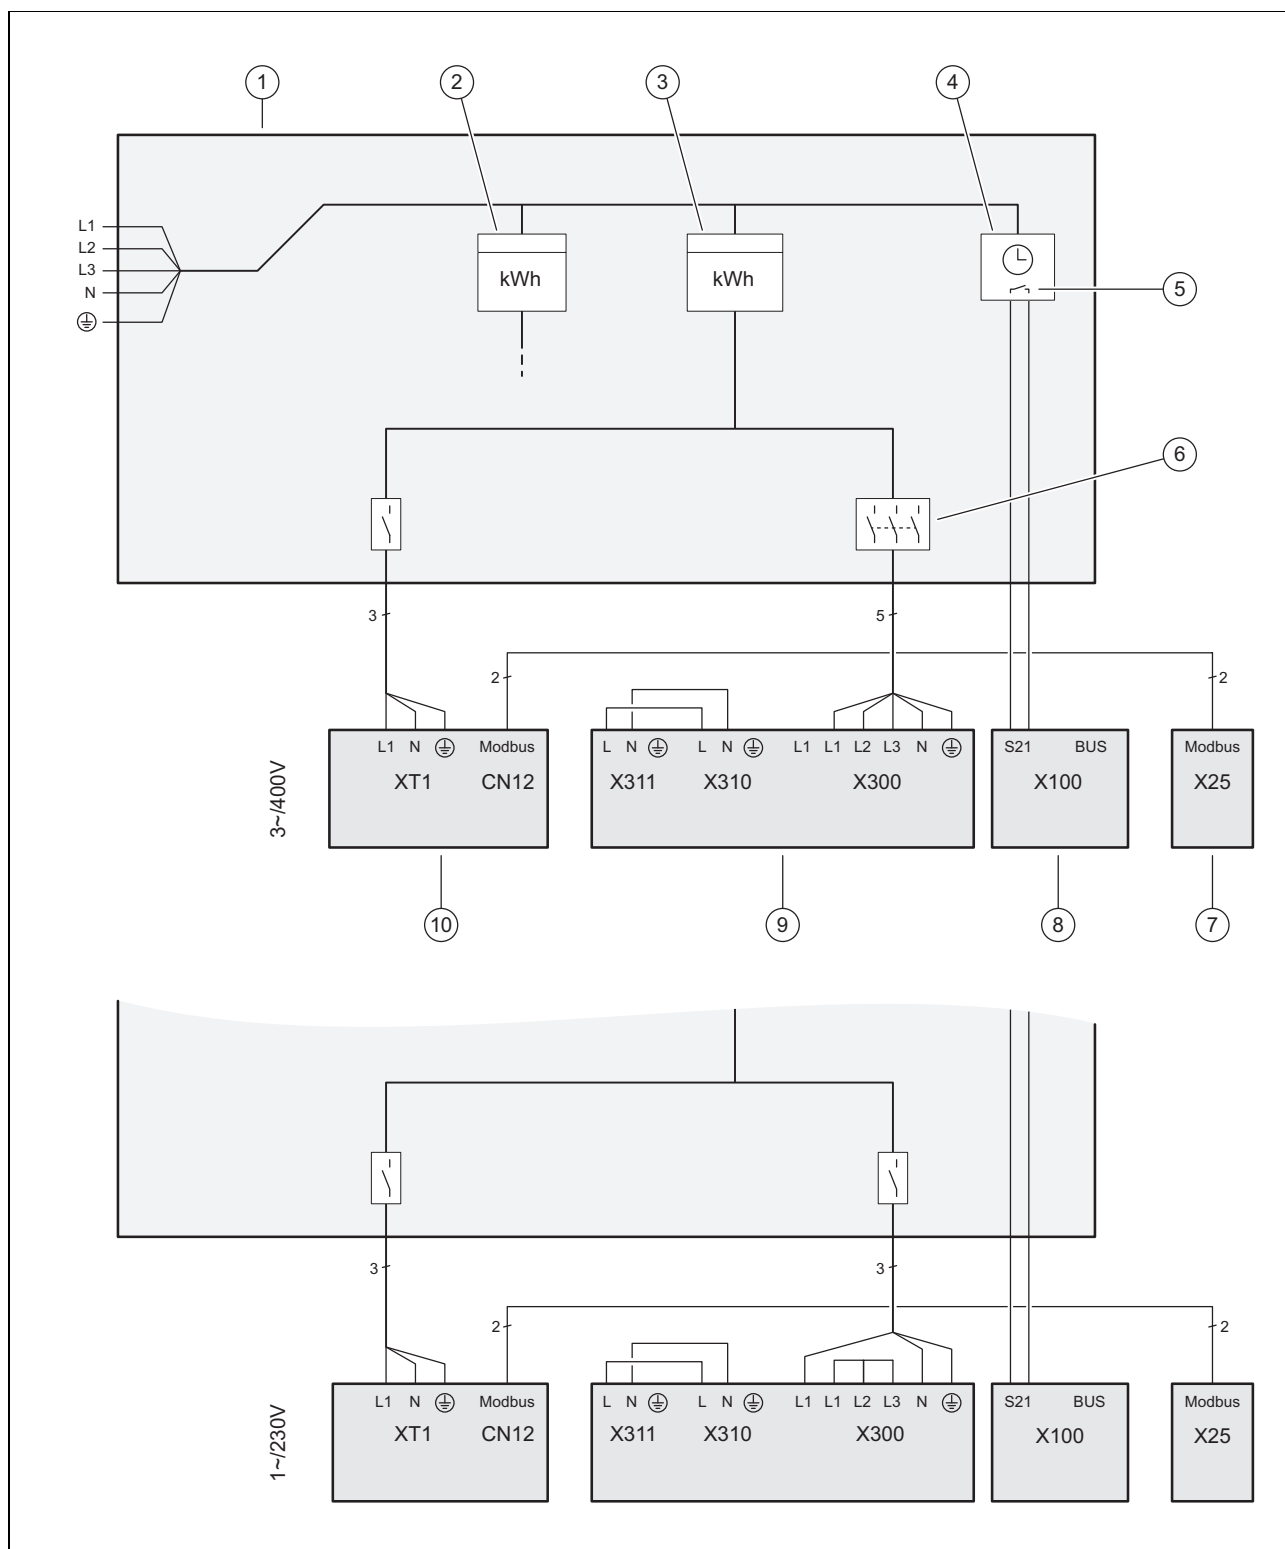 1 2 3 4
L1
L2
L3
N
kWh kWh
5
6
3 5
2 2
L1 N Modbus L N L N L1 L1 L2 L3 N S21 BUS Modbus
XT1 CN12 X311 X310 X300 X100 X25
3~/400V
10 9 8 7
3 3
2 2
L1 N Modbus L N L N L1 L1 L2 L3 N S21 BUS Modbus
XT1 CN12 X311 X310 X300 X100 X25
1~/230V